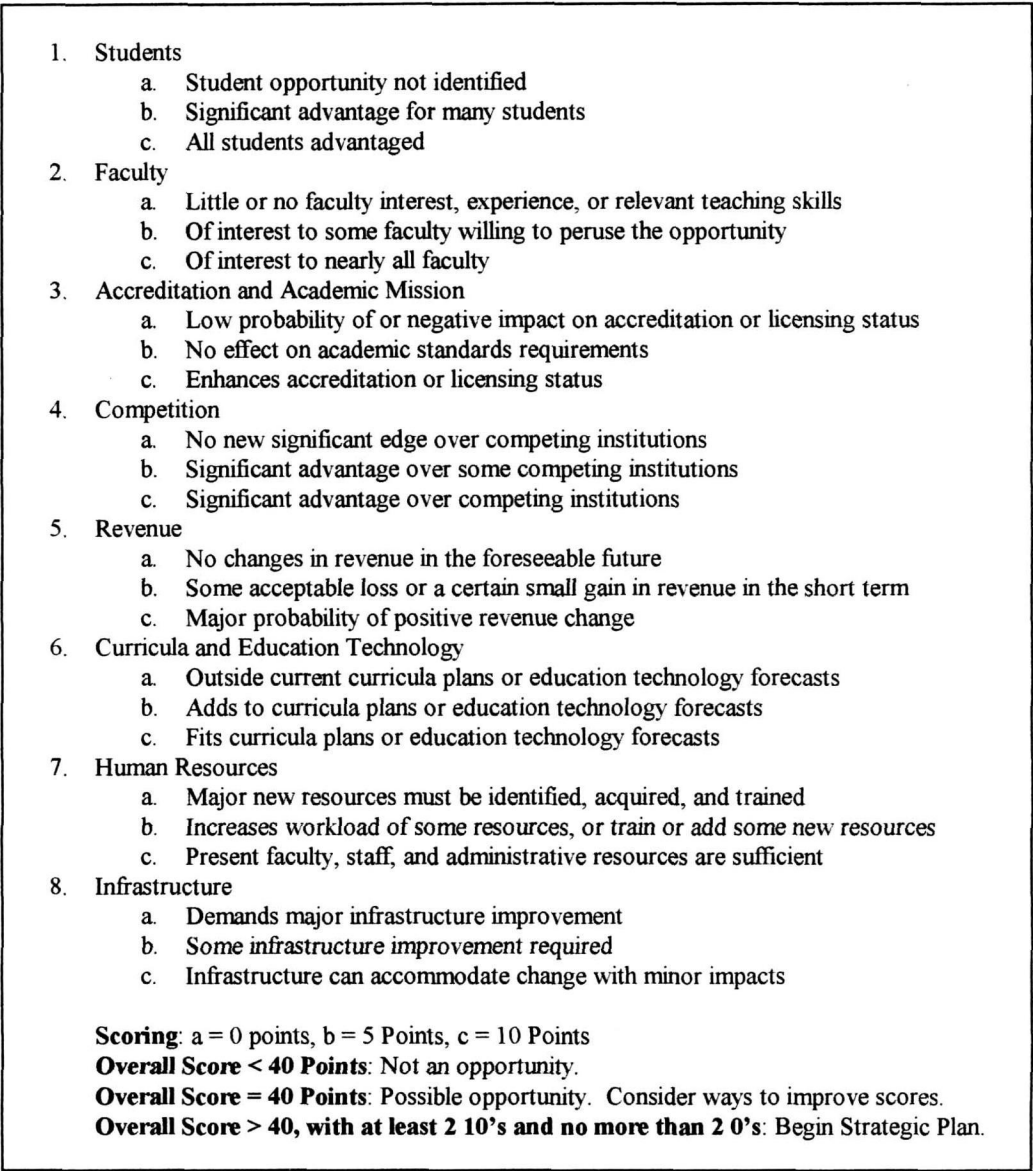 1. Students
a. Student opportunity not identified
b. Significant advantage for many students
c. All students advantaged
2. Faculty
a. Little or no faculty interest, experience, or relevant teaching skills
b. Of interest to some faculty willing to peruse the opportunity
c. Of interest to nearly all faculty
3. Accreditation and Academic Mission
a. Low probability of or negative impact on accreditation or licensing status
b. No effect on academic standards requirements
c. Enhances accreditation or licensing status
4. Competition
a. No new significant edge over competing institutions
b. Significant advantage over some competing institutions
c. Significant advantage over competing institutions
5. Revenue
a. No changes in revenue in the foreseeable future
b. Some acceptable loss or a certain small gain in revenue in the short term
c. Major probability of positive revenue change
6. Curricula and Education Technology
a. Outside current curricula plans or education technology forecasts
b. Adds to curricula plans or education technology forecasts
c. Fits curricula plans or education technology forecasts
7. Human Resources
a. Major new resources must be identified, acquired, and trained
b. Increases workload of some resources, or train or add some new resources
c. Present faculty, staff, and administrative resources are sufficient
8. Infrastructure
a. Demands major infrastructure improvement
b. Some infrastructure improvement required
c. Infrastructure can accommodate change with minor impacts
Scoring: a = 0 points, b = 5 Points, c = 10 Points
Overall Score < 40 Points: Not an opportunity.
Overall Score = 40 Points: Possible opportunity. Consider ways to improve scores.
Overall Score > 40, with at least 2 10's and no more than 2 0's: Begin Strategic Plan.